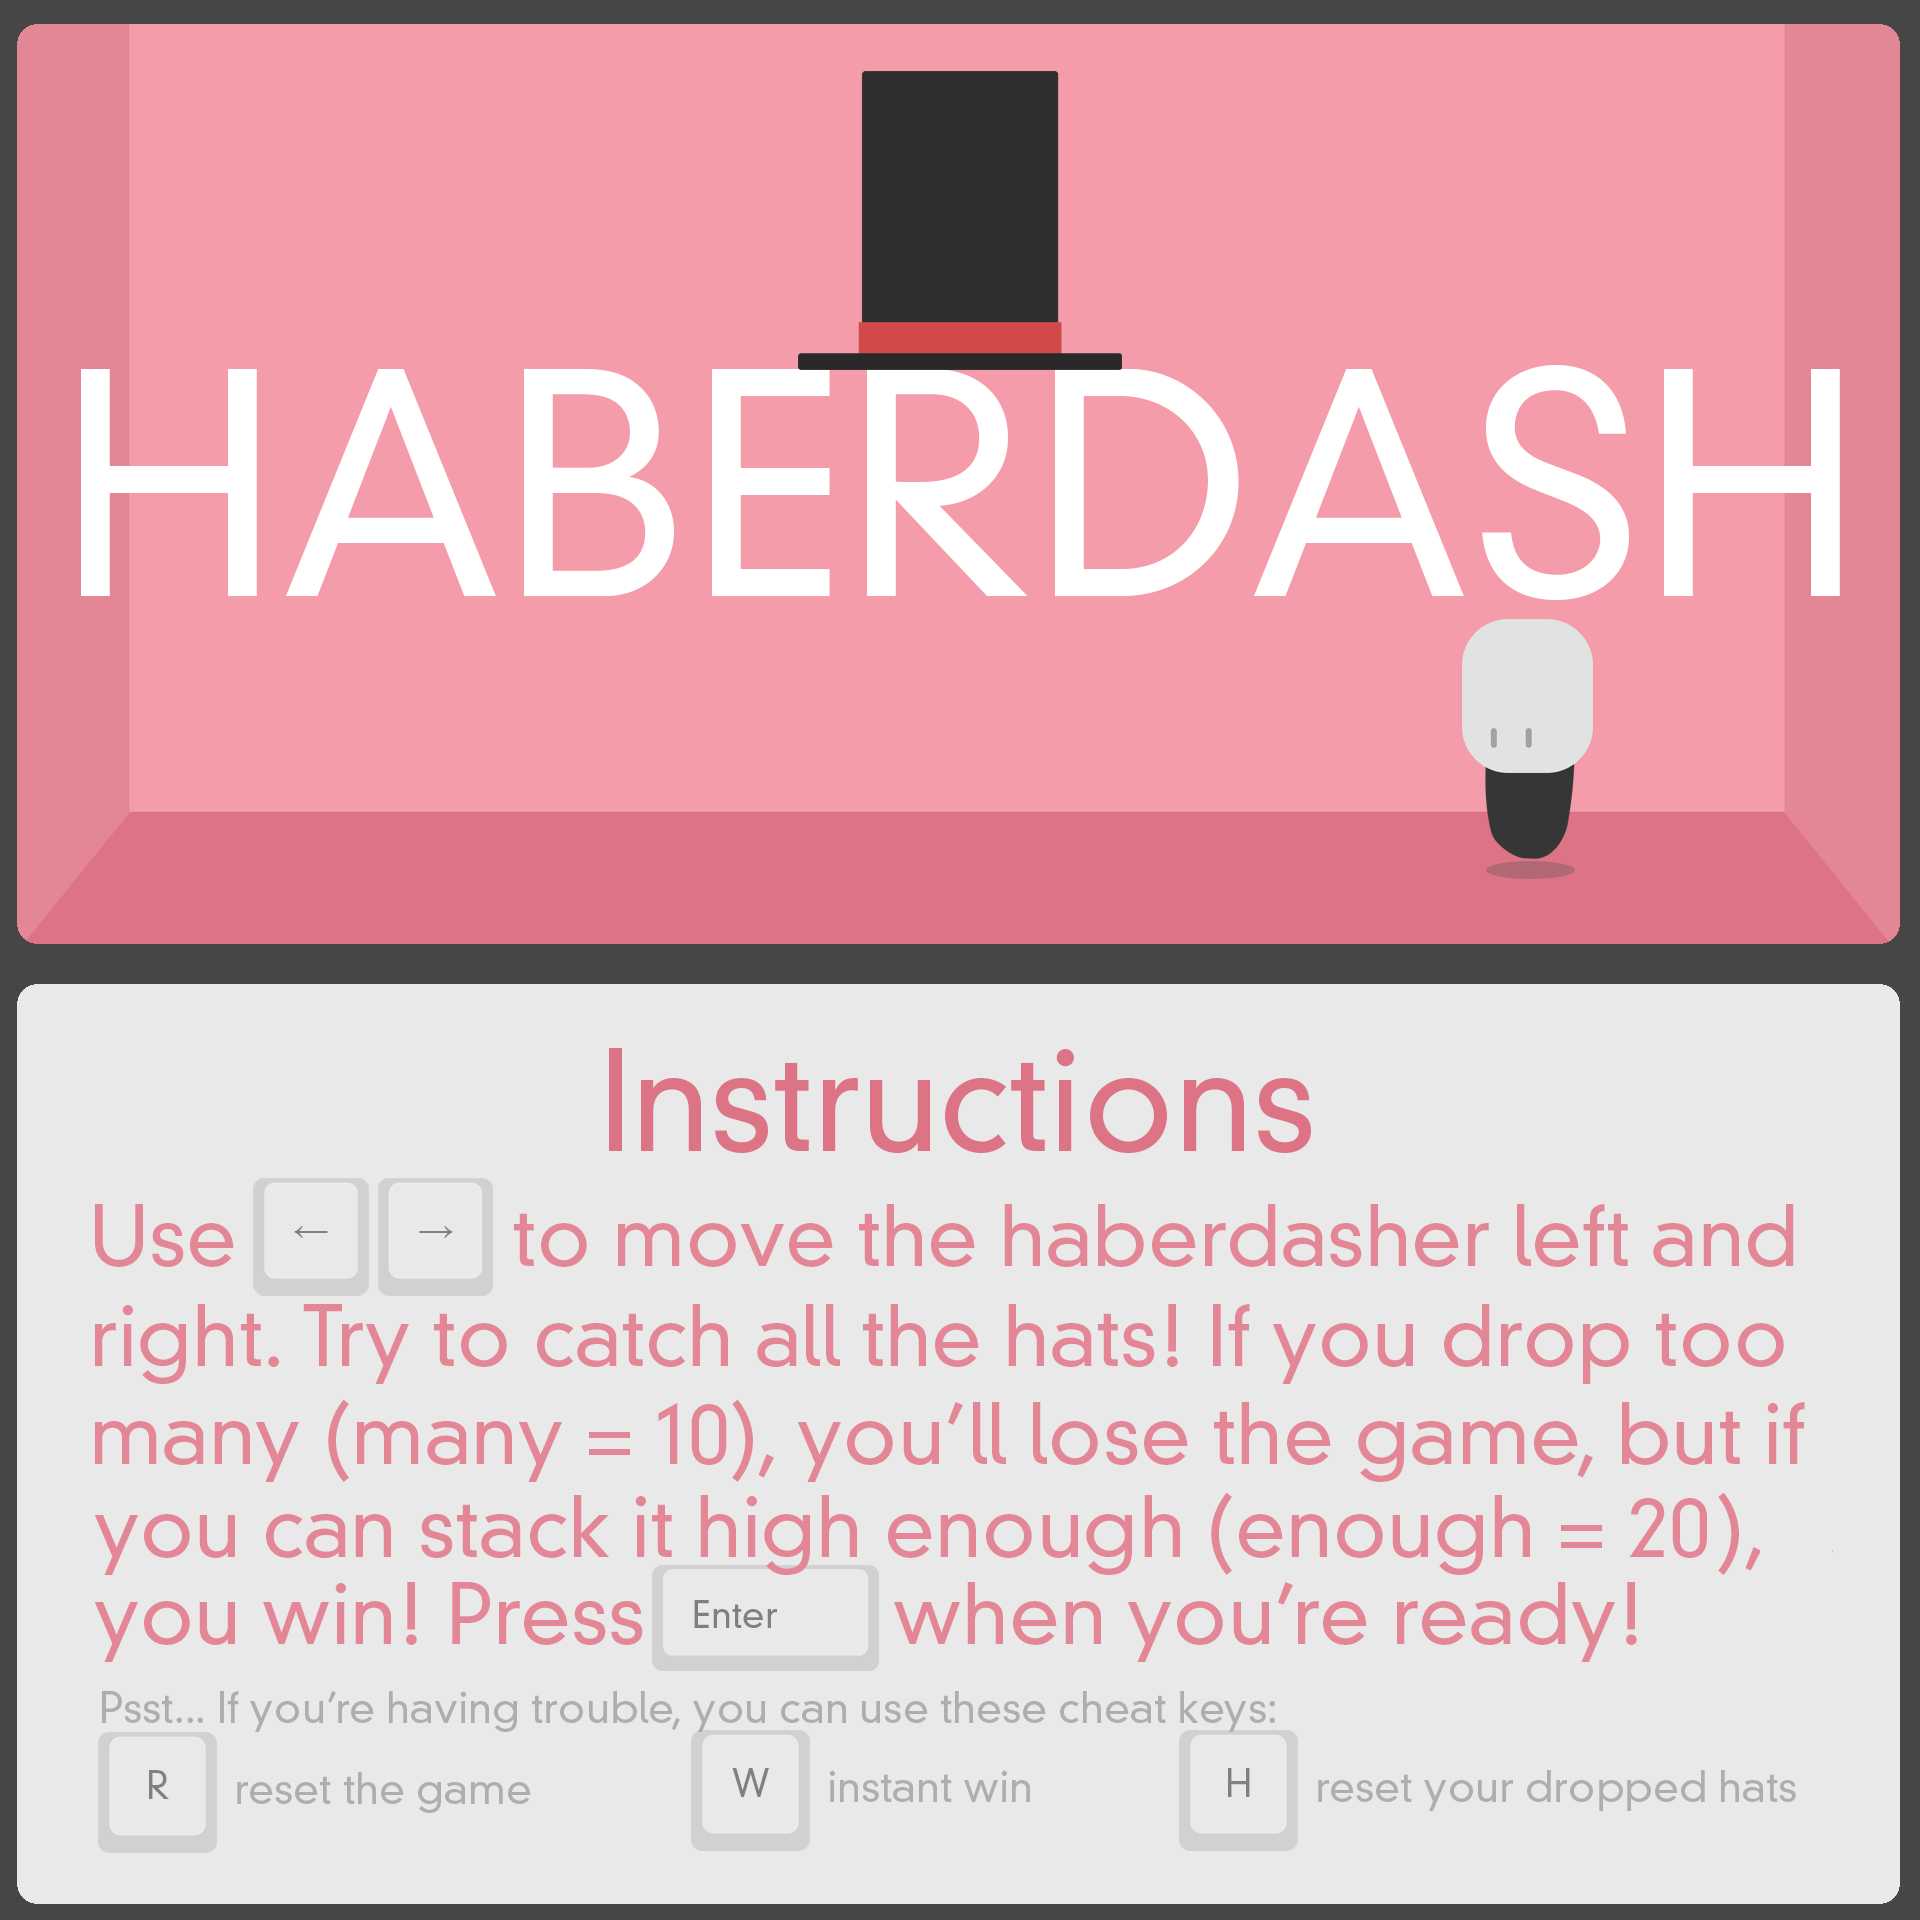 HABERDASH
Instructions
Use ← → to move the haberdasher left and
right. Try to catch all the hats! If you drop too
many (many = 10), you'll lose the game, but if
you can stack it high enough (enough = 20),
you win! Press Enter when you're ready!
Psst... If you're having trouble, you can use these cheat keys:
R reset the game W instant win H reset your dropped hats